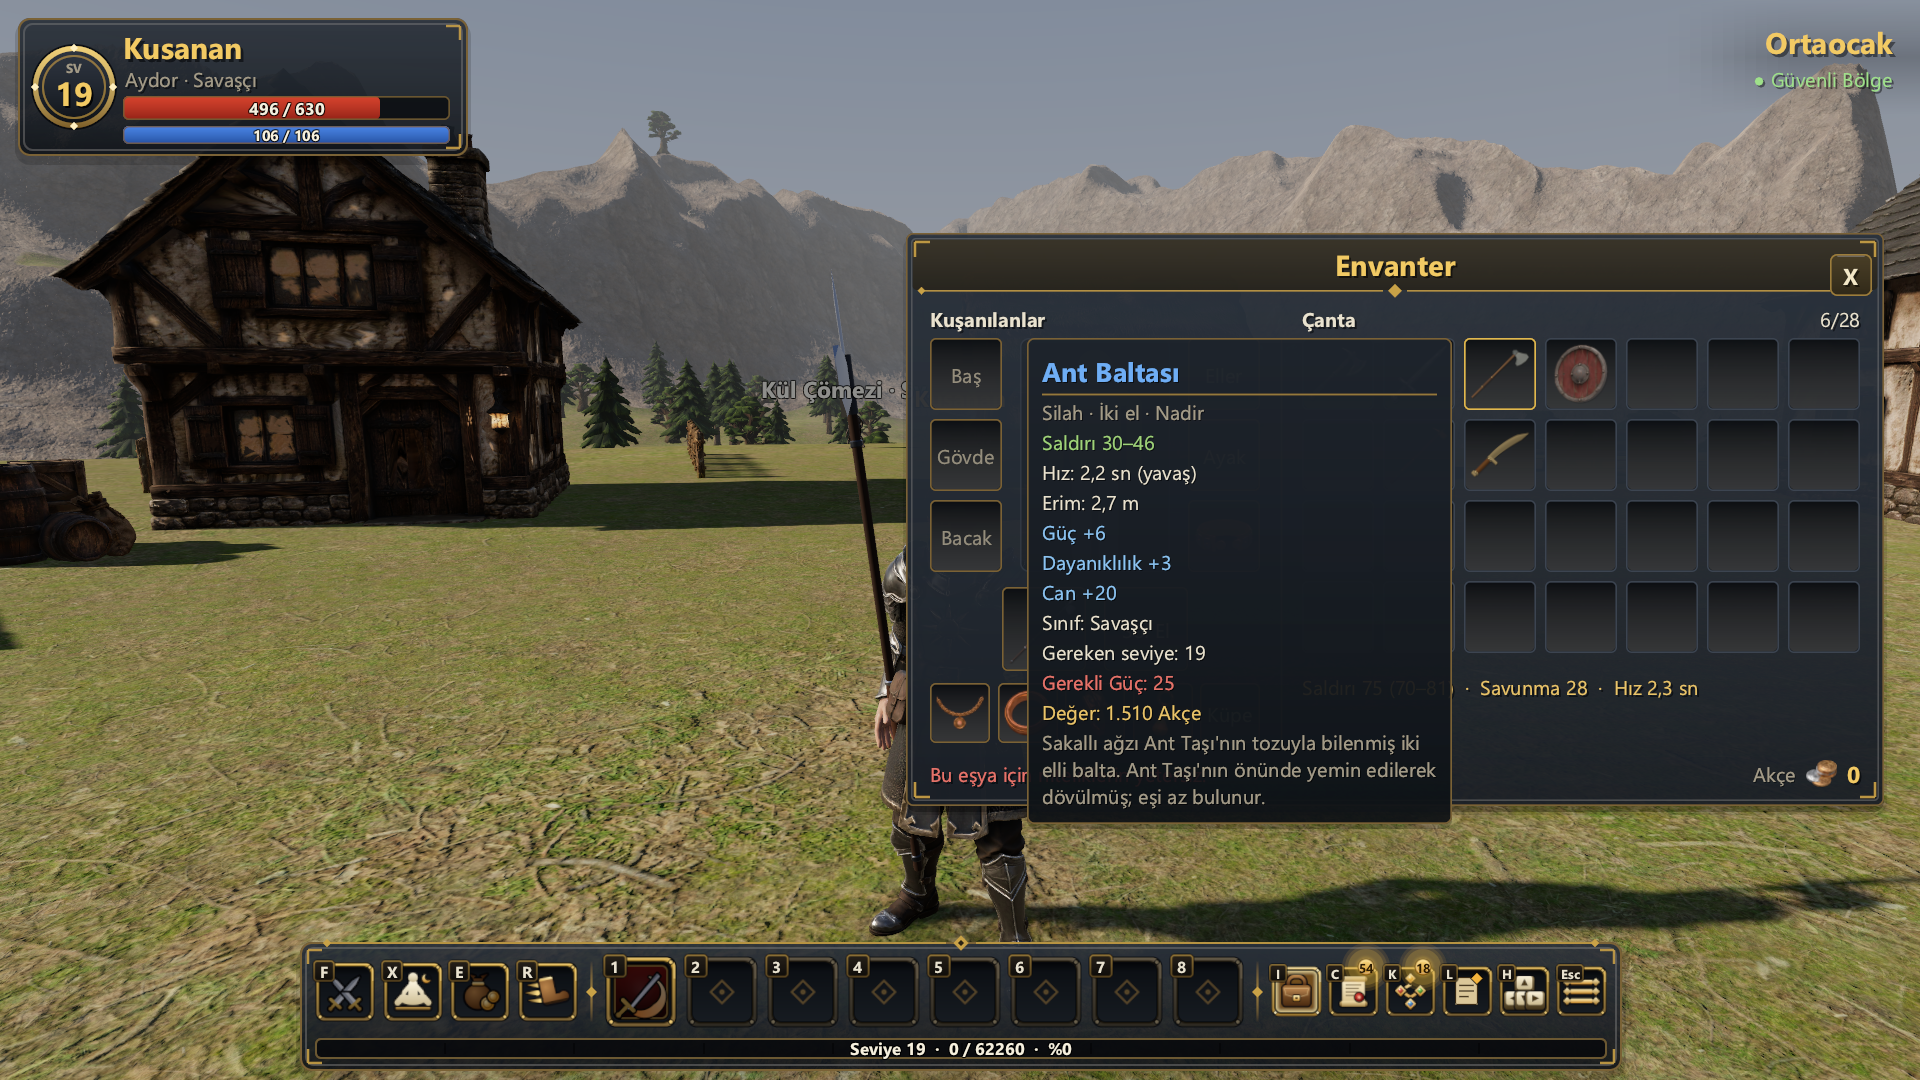 SV
19
Kusanan
Aydor · Savaşçı
496 / 630
106 / 106
Ortaocak
Güvenli Bölge
Kül Çömezi ·
Envanter
X
Kuşanılanlar
Çanta
6/28
Baş
Gövde
Bacak
Ant Baltası
Silah · İki el · Nadir
Saldırı 30–46
Hız: 2,2 sn (yavaş)
Erim: 2,7 m
Güç +6
Dayanıklılık +3
Can +20
Sınıf: Savaşçı
Gereken seviye: 19
Gerekli Güç: 25
Değer: 1.510 Akçe
Sakallı ağzı Ant Taşı'nın tozuyla bilenmiş iki
elli balta. Ant Taşı'nın önünde yemin edilerek
dövülmüş; eşi az bulunur.
Saldırı 75 (70–81) · Savunma 28 · Hız 2,3 sn
Bu eşya için
Akçe 0
F X E R 1 2 3 4 5 6 7 8 I C 54 K 18 L H Esc
Seviye 19 · 0 / 62260 · %0